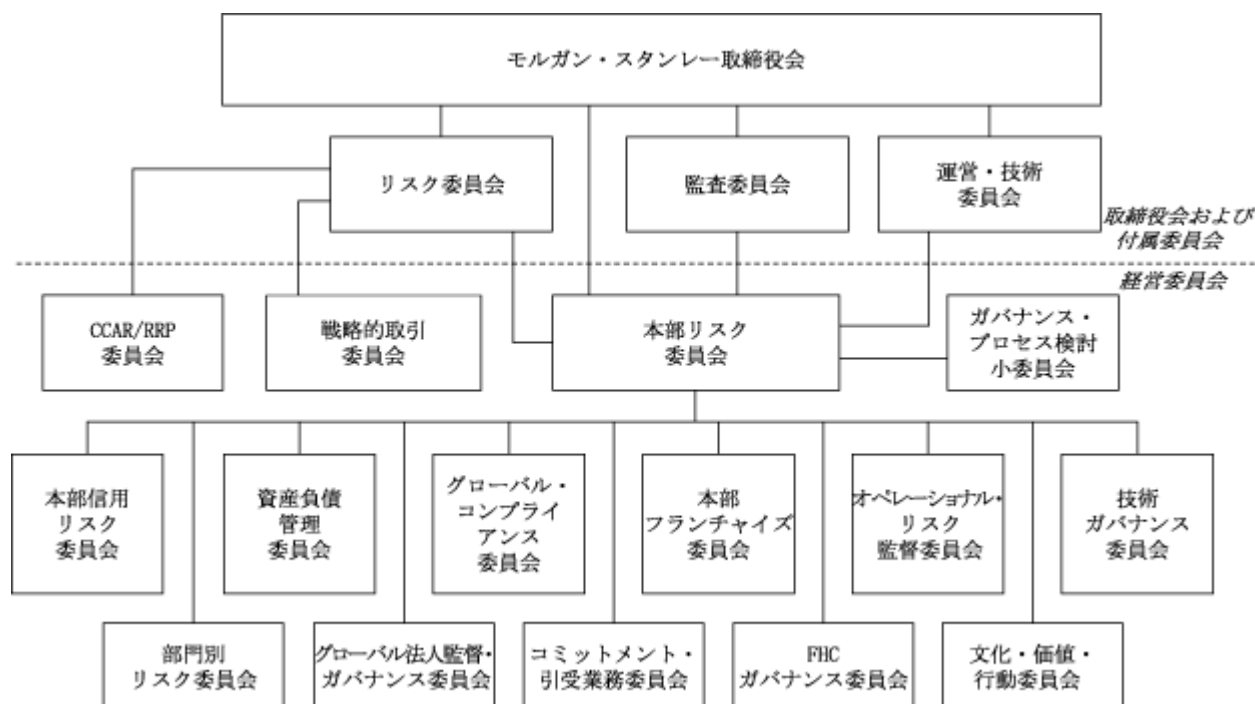 モルガン・スタンレー取締役会
リスク委員会
監査委員会
運営・技術
委員会
取締役会および
付属委員会
経営委員会
CCAR/RRP
委員会
戦略的取引
委員会
本部リスク
委員会
ガバナンス・
プロセス検討
小委員会
本部信用
リスク
委員会
資産負債
管理
委員会
グローバル・
コンプライ
アンス
委員会
本部
フランチャイズ
委員会
オペレーショナル・
リスク
監督委員会
技術
ガバナンス
委員会
部門別
リスク委員会
グローバル法人監督・
ガバナンス委員会
コミットメント・
引受業務委員会
FHC
ガバナンス委員会
文化・価値・
行動委員会